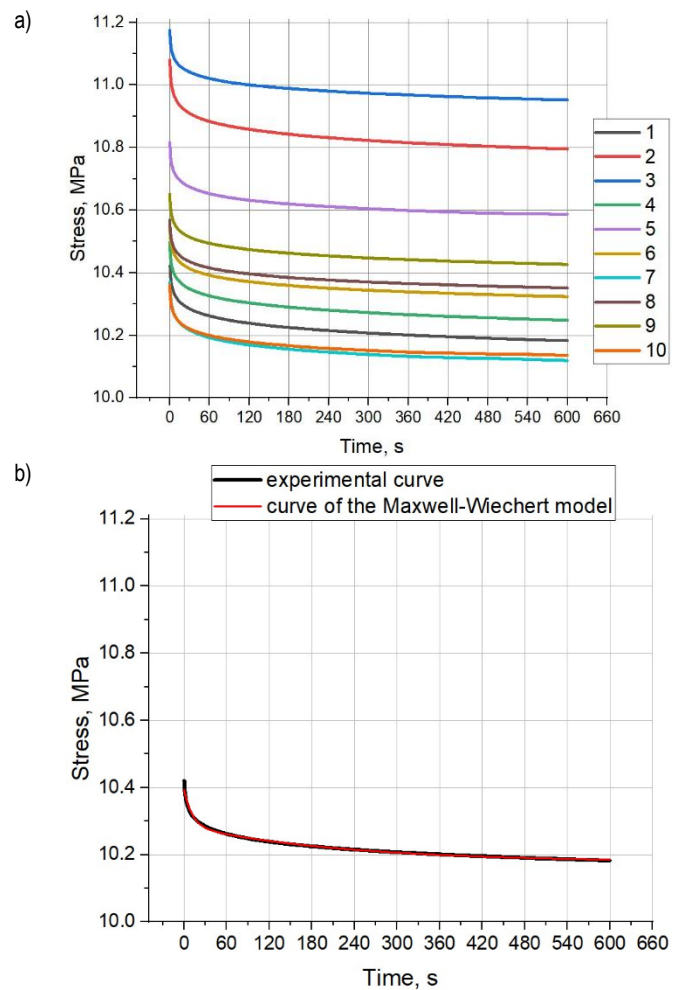 a)
11.2
11.0
10.8
10.6
10.4
10.2
10.0
Stress, MPa
0 60 120 180 240 300 360 420 480 540 600 660
Time, s
1
2
3
4
5
6
7
8
9
10
b)
experimental curve
curve of the Maxwell-Wiechert model
11.2
11.0
10.8
10.6
10.4
10.2
10.0
Stress, MPa
0 60 120 180 240 300 360 420 480 540 600 660
Time, s